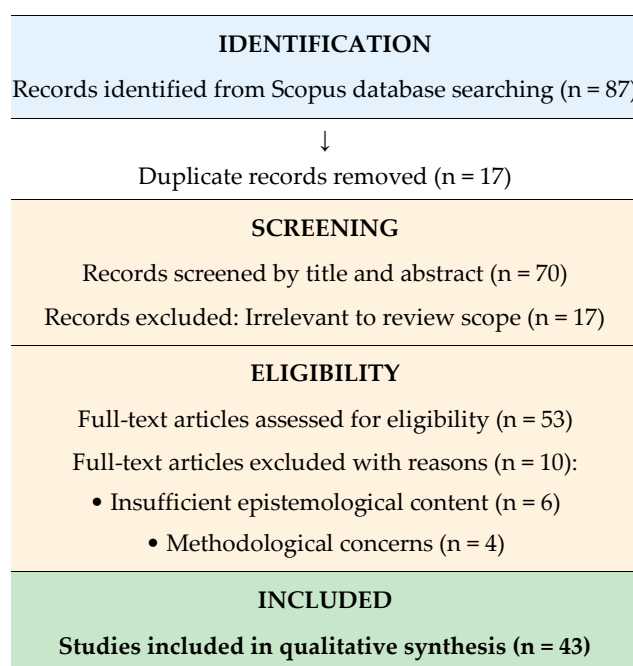 IDENTIFICATION
Records identified from Scopus database searching (n = 87)
↓
Duplicate records removed (n = 17)
SCREENING
Records screened by title and abstract (n = 70)
Records excluded: Irrelevant to review scope (n = 17)
ELIGIBILITY
Full-text articles assessed for eligibility (n = 53)
Full-text articles excluded with reasons (n = 10):
• Insufficient epistemological content (n = 6)
• Methodological concerns (n = 4)
INCLUDED
Studies included in qualitative synthesis (n = 43)